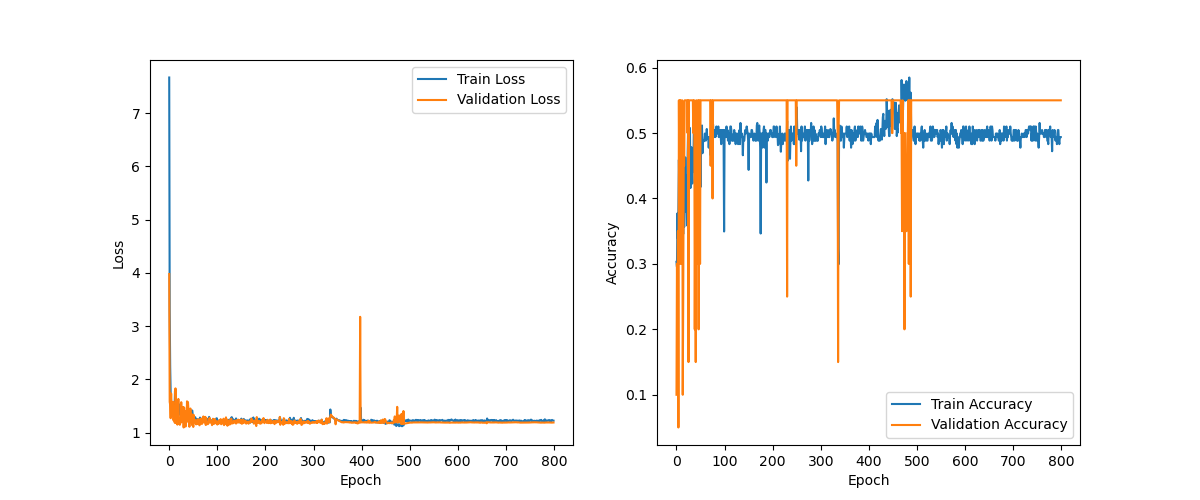 Train Loss
Validation Loss
7
6
5
4
3
2
1
Loss
0 100 200 300 400 500 600 700 800
Epoch
0.6
0.5
0.4
0.3
0.2
0.1
Accuracy
Train Accuracy
Validation Accuracy
0 100 200 300 400 500 600 700 800
Epoch